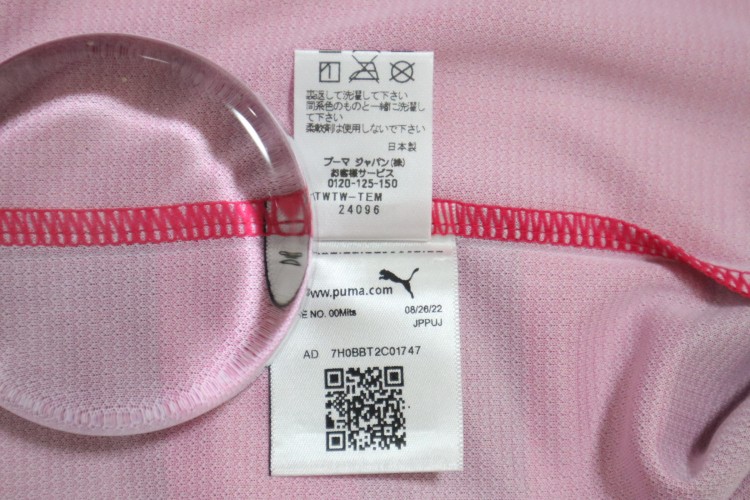 裏返して洗濯して下さい
同系色のものと一緒に洗濯し
て下さい
柔軟剤は使用しないで下さい
日本製
プーマ ジャパン(株)
お客様サービス
0120-125-150
TWTW-TEM
24096
www.puma.com
NO. 00Mits
08/26/22
JPPUJ
AD 7H0BBT2C01747